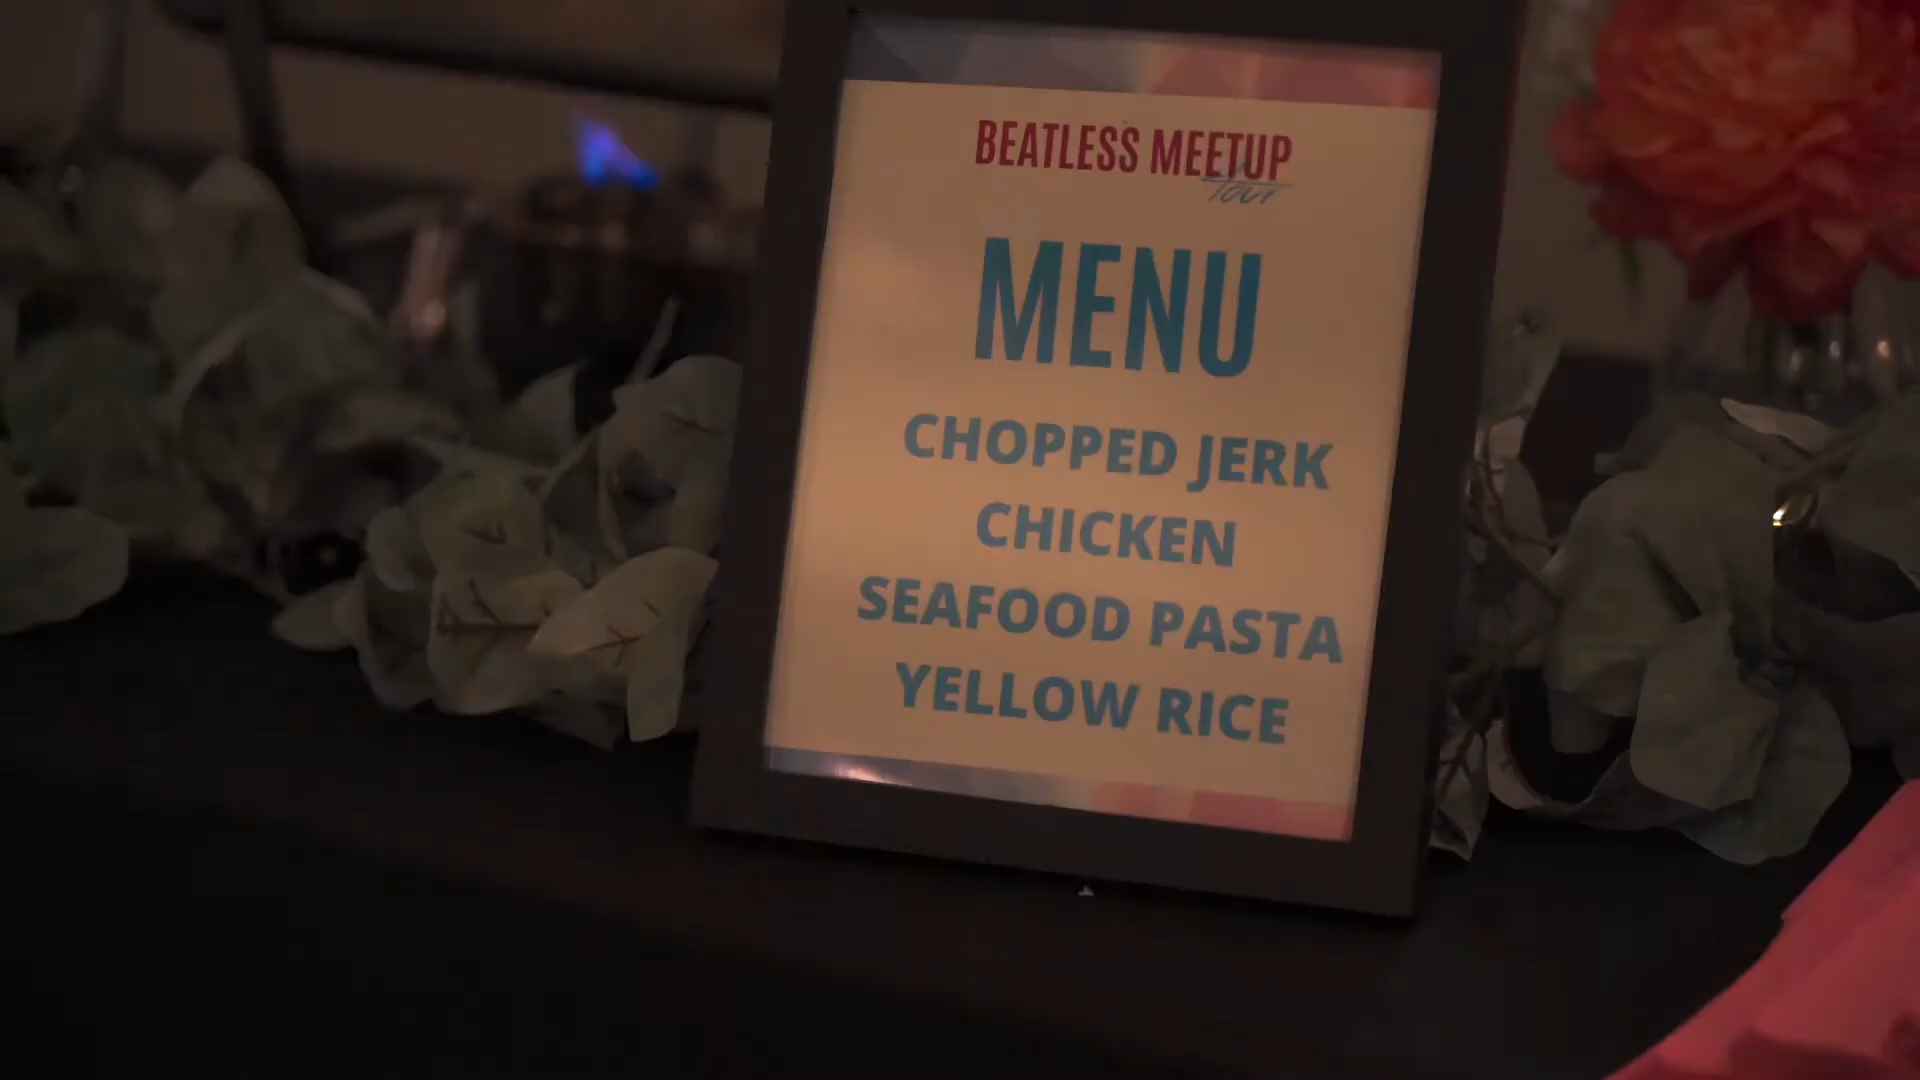 BEATLESS MEETUP
Tour
MENU
CHOPPED JERK
CHICKEN
SEAFOOD PASTA
YELLOW RICE